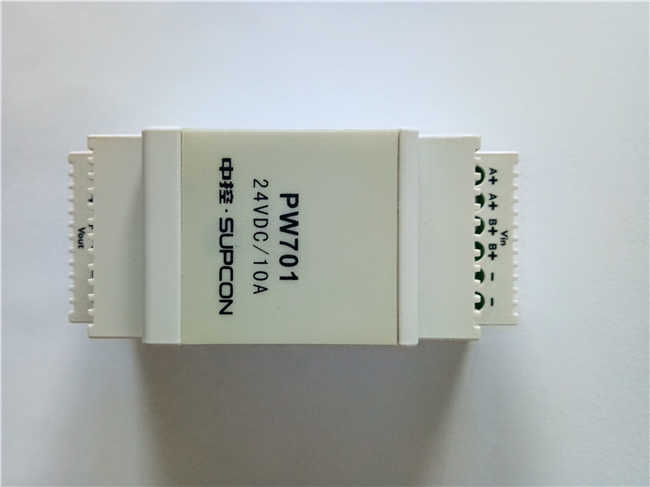 PW701
24VDC/10A
中控·SUPCON
Vin
A+ A+ B+ B+ - -
Vout